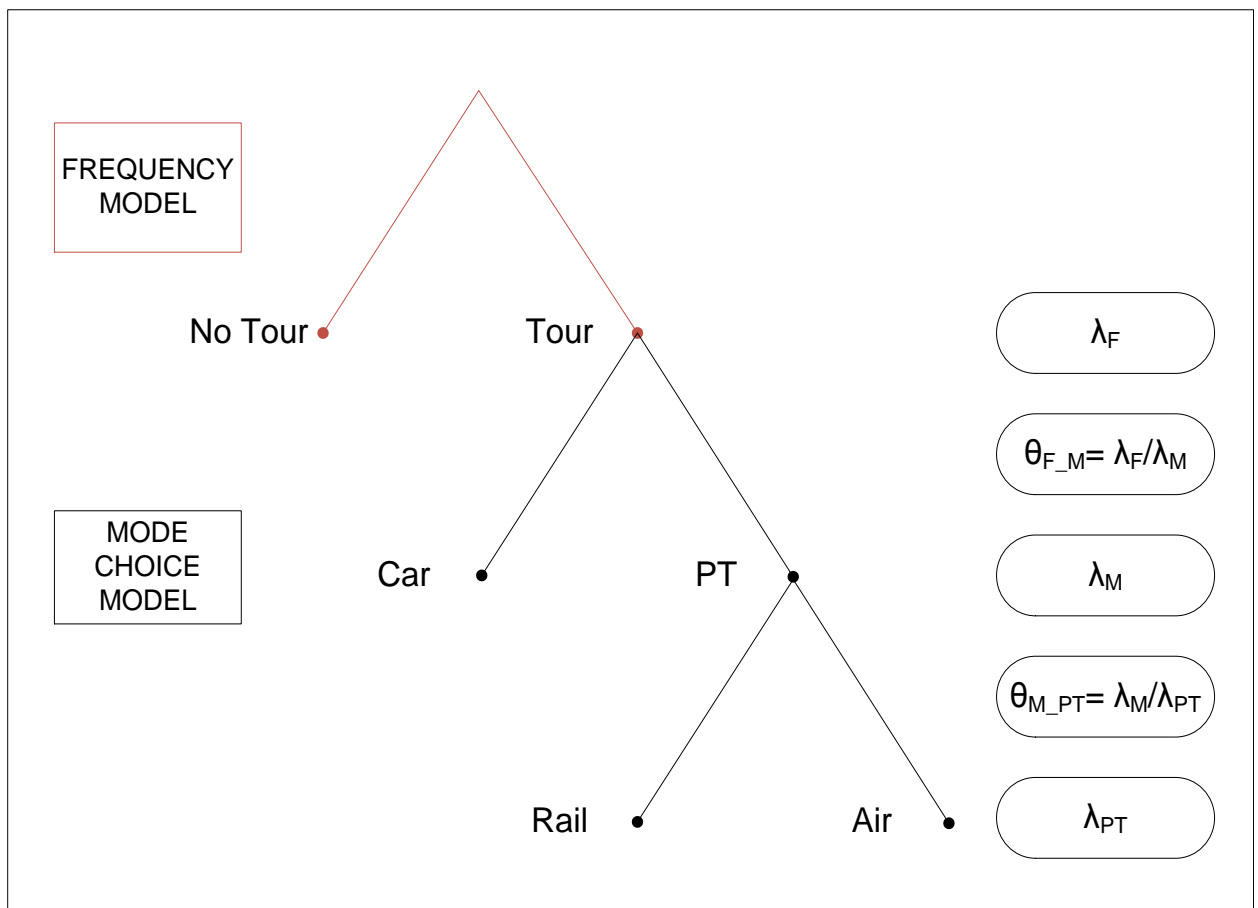 FREQUENCY
MODEL
No Tour
Tour
λF
θF_M= λF/λM
MODE
CHOICE
MODEL
Car
PT
λM
θM_PT= λM/λPT
Rail
Air
λPT